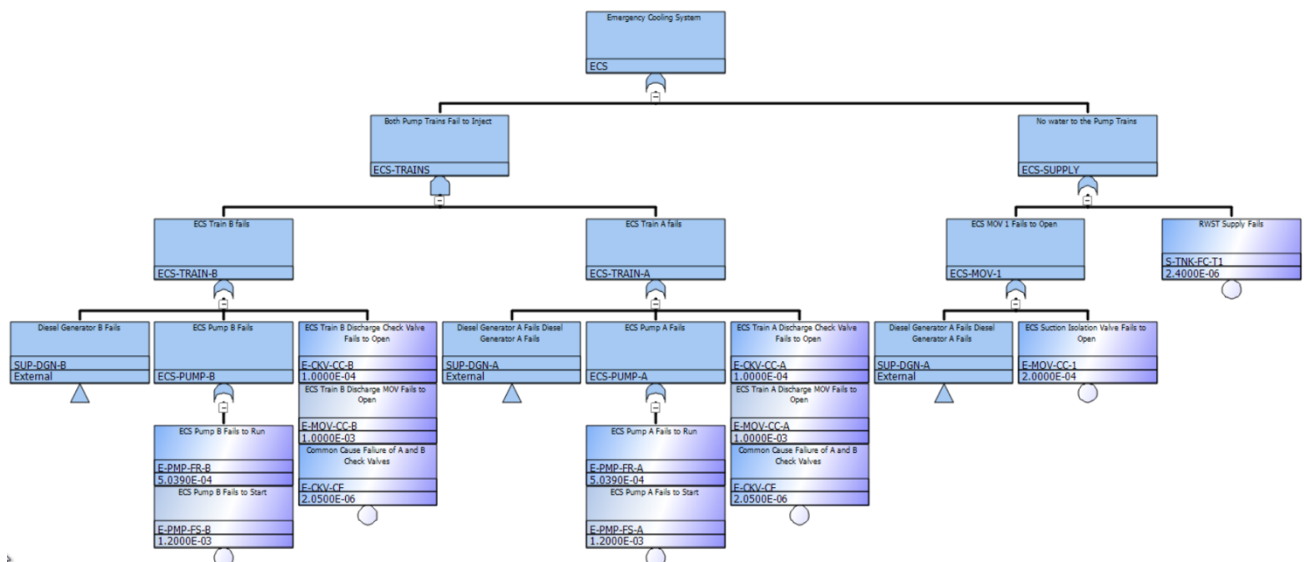 Emergency Cooling System
ECS
Both Pump Trains Fail to Inject
ECS-TRAINS
No water to the Pump Trains
ECS-SUPPLY
ECS Train B fails
ECS-TRAIN-B
ECS Train A fails
ECS-TRAIN-A
ECS MOV 1 Fails to Open
ECS-MOV-1
RWST Supply Fails
S-TNK-FC-T1
2.4000E-06
Diesel Generator B Fails
SUP-DGN-B
External
ECS Pump B Fails
ECS-PUMP-B
ECS Train B Discharge Check Valve
Fails to Open
E-CKV-CC-B
1.0000E-04
ECS Train B Discharge MOV Fails to
Open
E-MOV-CC-B
1.0000E-03
Common Cause Failure of A and B
Check Valves
E-CKV-CF
2.0500E-06
Diesel Generator A Fails Diesel
Generator A Fails
SUP-DGN-A
External
ECS Pump A Fails
ECS-PUMP-A
ECS Train A Discharge Check Valve
Fails to Open
E-CKV-CC-A
1.0000E-04
ECS Train A Discharge MOV Fails to
Open
E-MOV-CC-A
1.0000E-03
Common Cause Failure of A and B
Check Valves
E-CKV-CF
2.0500E-06
Diesel Generator A Fails Diesel
Generator A Fails
SUP-DGN-A
External
ECS Suction Isolation Valve Fails to
Open
E-MOV-CC-1
2.0000E-04
ECS Pump B Fails to Run
E-PMP-FR-B
5.0390E-04
ECS Pump B Fails to Start
E-PMP-FS-B
1.2000E-03
ECS Pump A Fails to Run
E-PMP-FR-A
5.0390E-04
ECS Pump A Fails to Start
E-PMP-FS-A
1.2000E-03